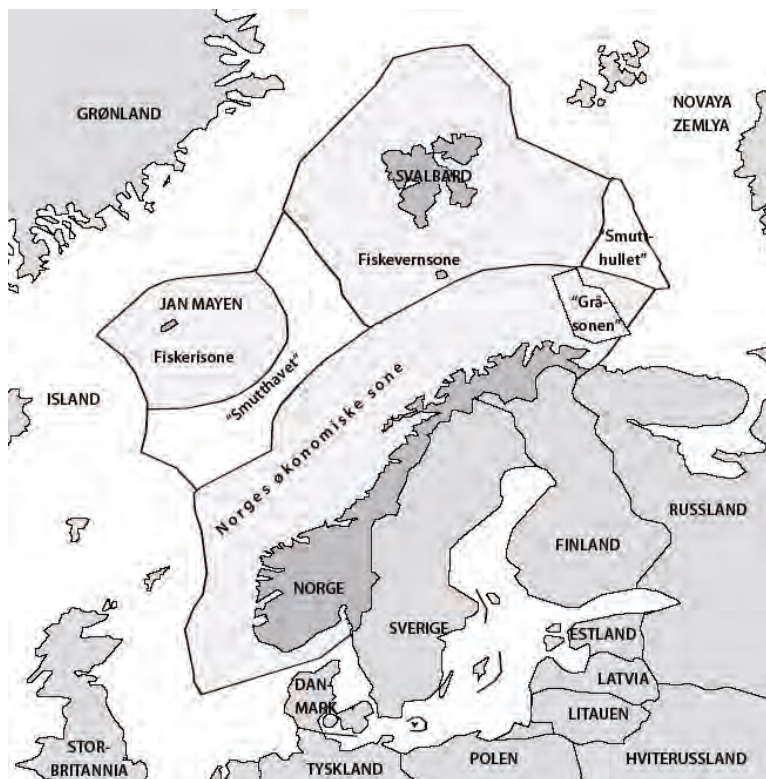 GRØNLAND
NOVAYA
ZEMLYA
SVALBARD
"Smutt-
hullet"
Fiskevernsone
JAN MAYEN
"Grå-
sonen"
Fiskerisone
"Smutthavet"
ISLAND
Norges økonomiske sone
RUSSLAND
FINLAND
NORGE
SVERIGE
ESTLAND
DAN-
MARK
LATVIA
LITAUEN
STOR-
BRITANNIA
TYSKLAND
POLEN
HVITERUSSLAND